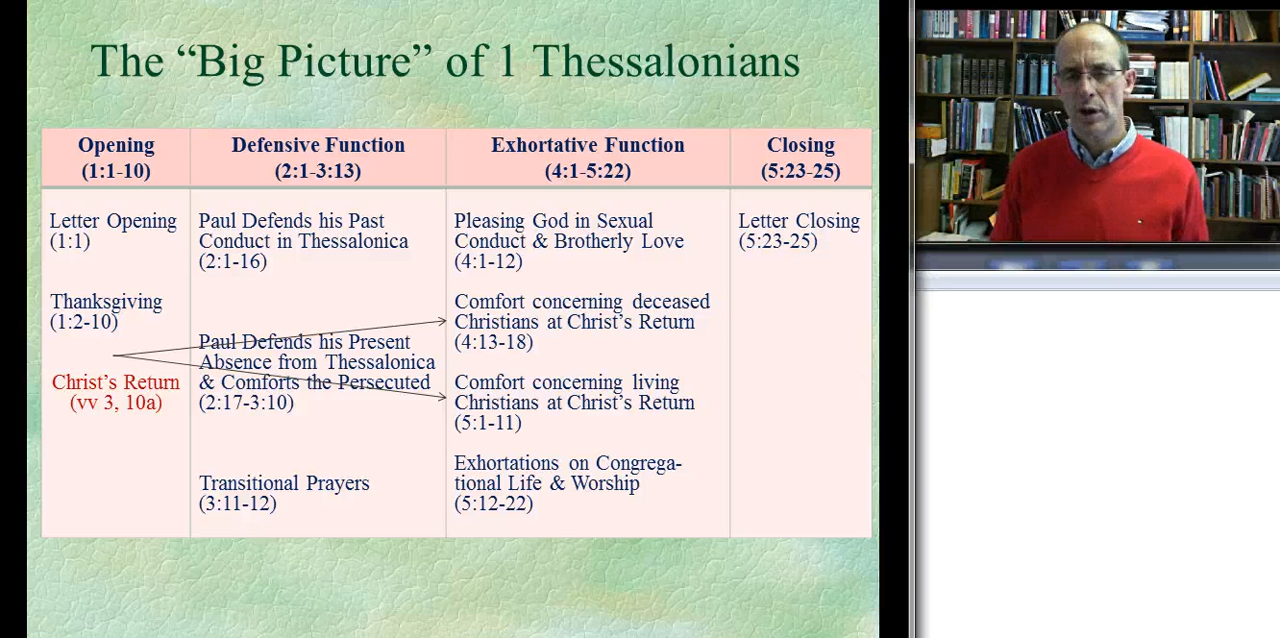 The “Big Picture” of 1 Thessalonians
Opening
(1:1-10)
Defensive Function
(2:1-3:13)
Exhortative Function
(4:1-5:22)
Closing
(5:23-25)
Letter Opening
(1:1)
Thanksgiving
(1:2-10)
Christ’s Return
(vv 3, 10a)
Paul Defends his Past
Conduct in Thessalonica
(2:1-16)
Paul Defends his Present
Absence from Thessalonica
& Comforts the Persecuted
(2:17-3:10)
Transitional Prayers
(3:11-12)
Pleasing God in Sexual
Conduct & Brotherly Love
(4:1-12)
Comfort concerning deceased
Christians at Christ’s Return
(4:13-18)
Comfort concerning living
Christians at Christ’s Return
(5:1-11)
Exhortations on Congrega-
tional Life & Worship
(5:12-22)
Letter Closing
(5:23-25)